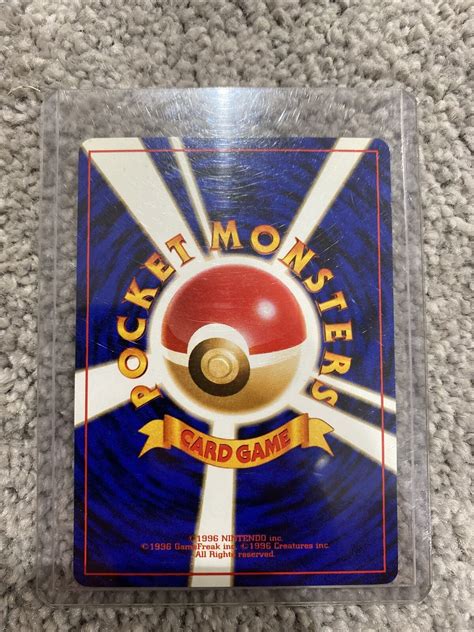 POCKET MONSTERS
CARD GAME
©1996 NINTENDO inc.
©1996 GameFreak inc. ©1996 Creatures inc.
All Rights reserved.